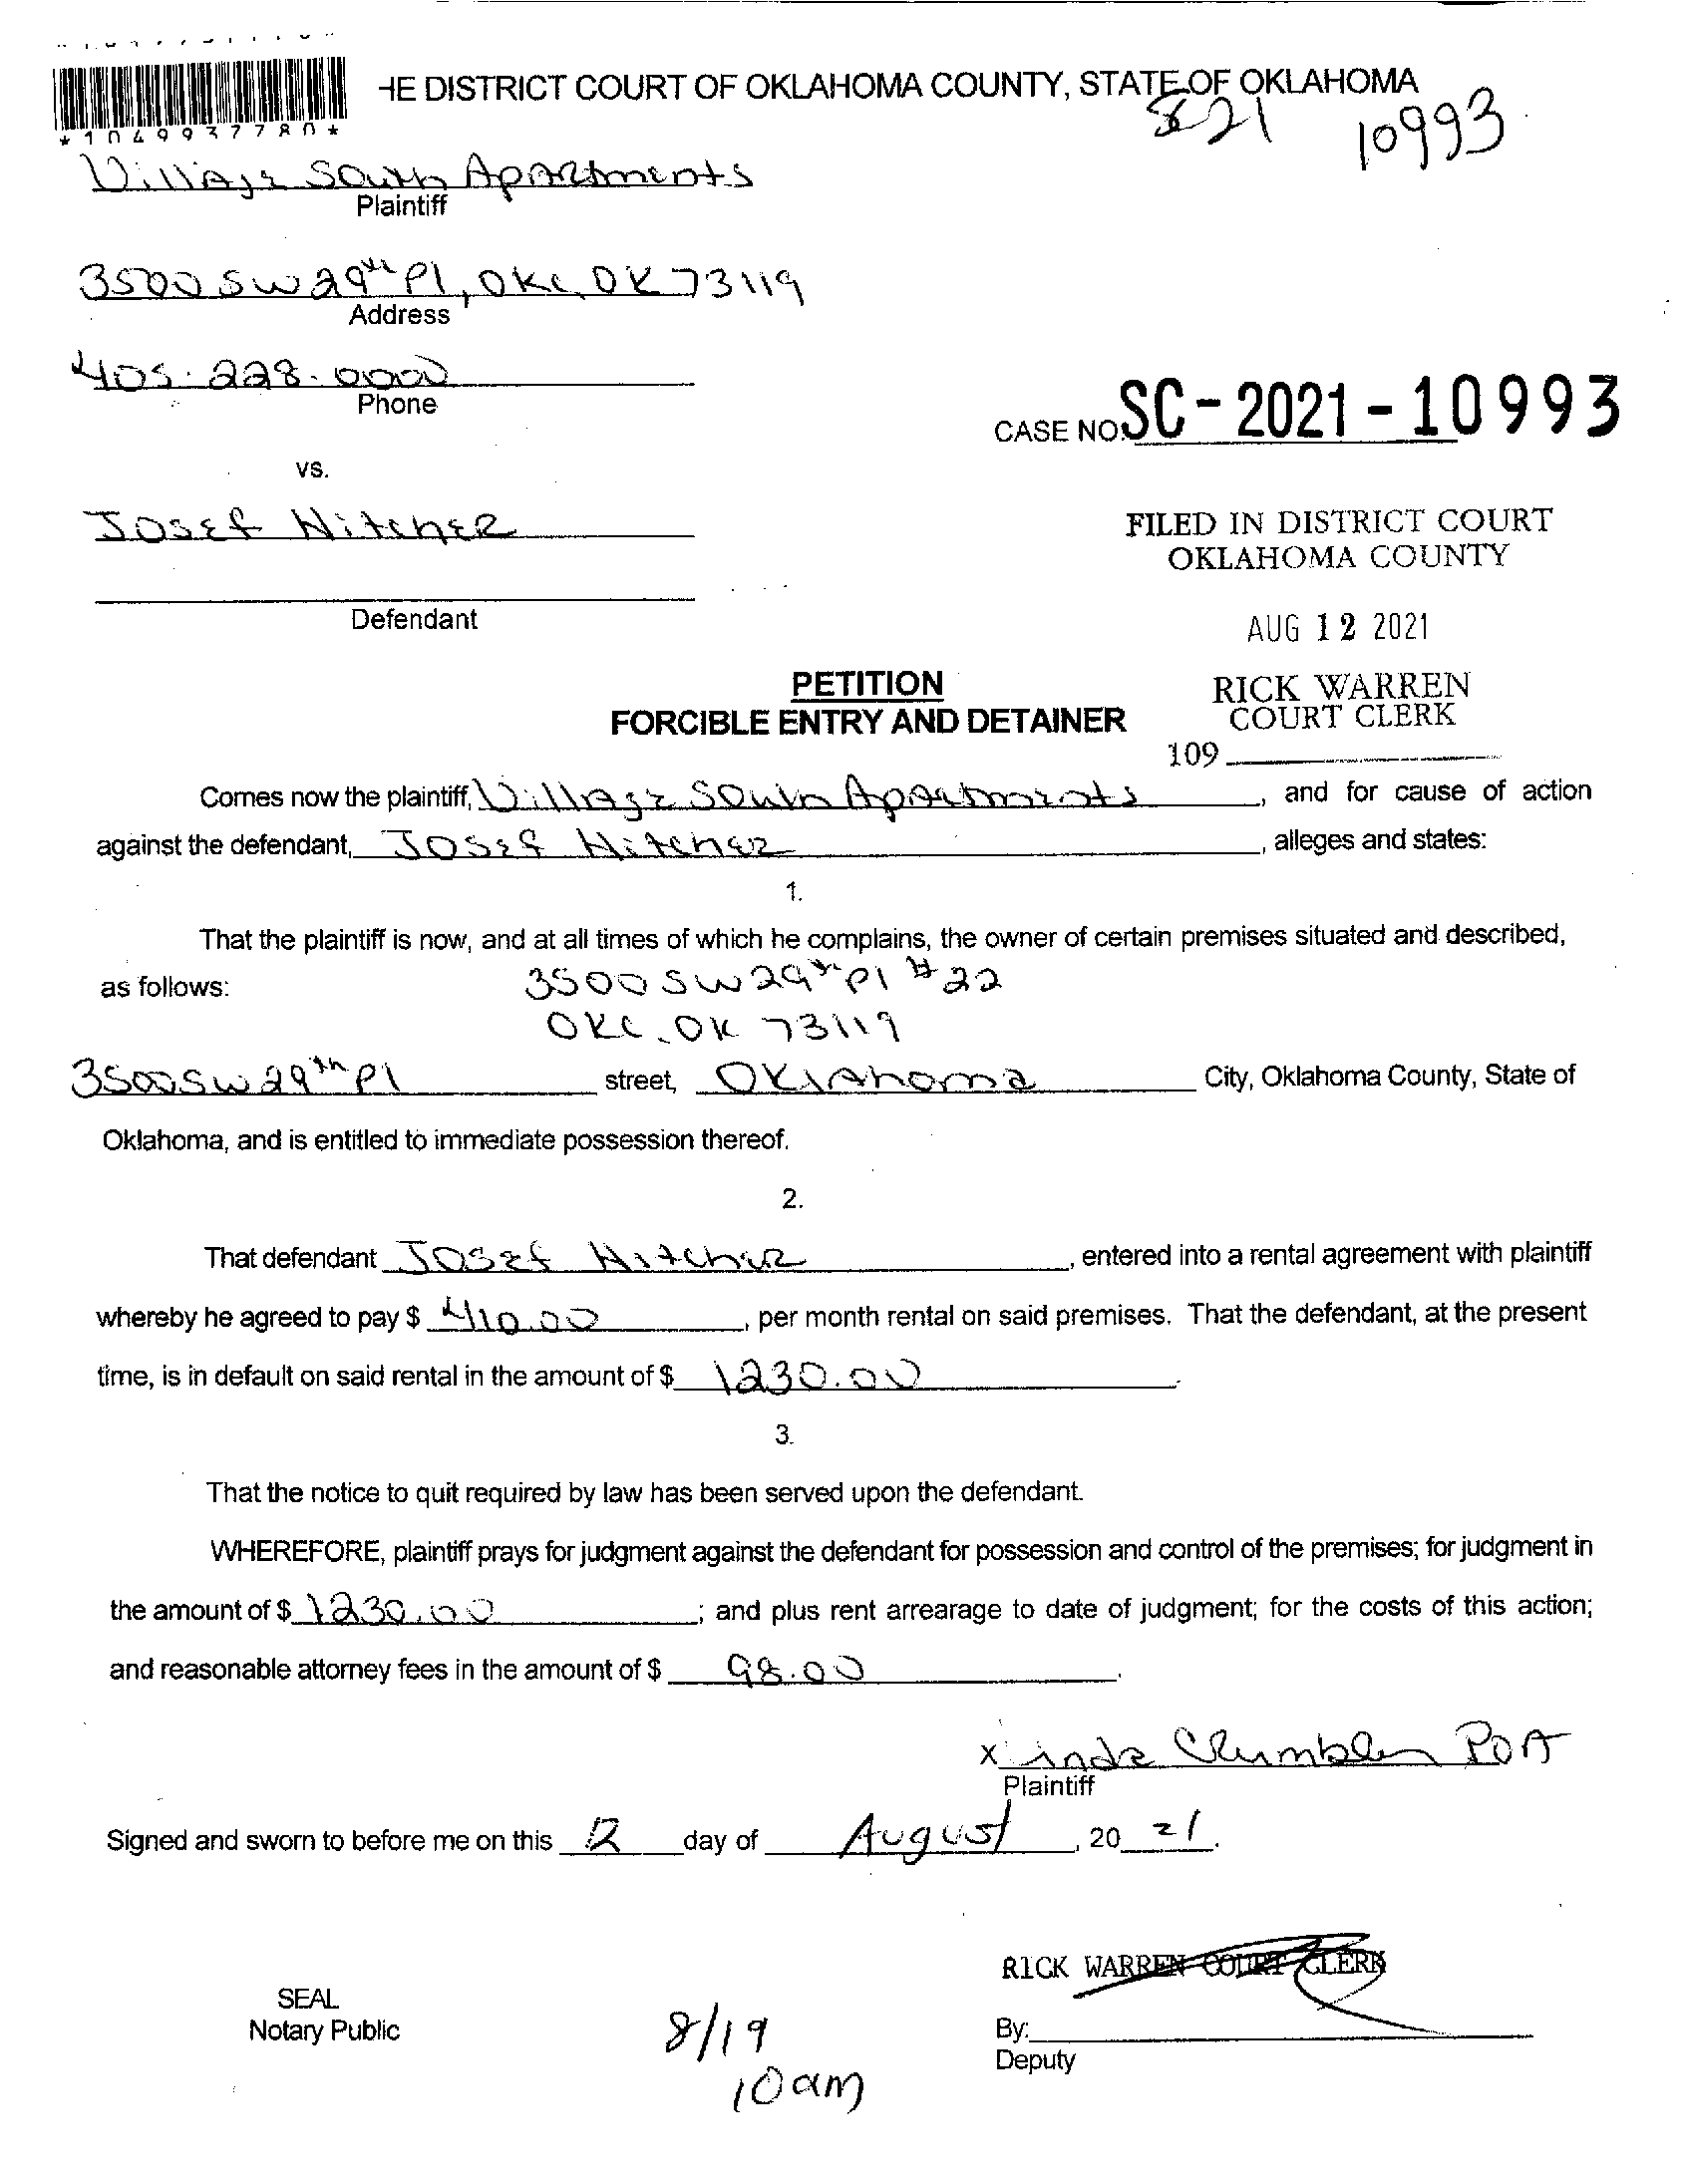 HE DISTRICT COURT OF OKLAHOMA COUNTY, STATE OF OKLAHOMA
*1049937780*
21 10993
Village South Apartments
Plaintiff
3500 SW 29th Pl, OKC, OK 73119
Address
405-228-0000
Phone
CASE NO. SC-2021-10993
vs.
Josef Hitcher
Defendant
FILED IN DISTRICT COURT
OKLAHOMA COUNTY
AUG 12 2021
RICK WARREN
COURT CLERK
109
PETITION
FORCIBLE ENTRY AND DETAINER
Comes now the plaintiff, Village South Apartments, and for cause of action
against the defendant, Josef Hitcher, alleges and states:
1.
That the plaintiff is now, and at all times of which he complains, the owner of certain premises situated and described,
as follows: 3500 SW 29th Pl #22
OKC, OK 73119
3500 SW 29th Pl street, Oklahoma City, Oklahoma County, State of
Oklahoma, and is entitled to immediate possession thereof.
2.
That defendant Josef Hitcher, entered into a rental agreement with plaintiff
whereby he agreed to pay $ 410.00, per month rental on said premises. That the defendant, at the present
time, is in default on said rental in the amount of $ 1230.00.
3.
That the notice to quit required by law has been served upon the defendant.
WHEREFORE, plaintiff prays for judgment against the defendant for possession and control of the premises; for judgment in
the amount of $ 1230.00; and plus rent arrearage to date of judgment; for the costs of this action;
and reasonable attorney fees in the amount of $ 98.00.
x POA
Plaintiff
Signed and sworn to before me on this 12 day of August, 20 21.
RICK WARREN COURT CLERK
SEAL
Notary Public
8/19
10am
By:
Deputy